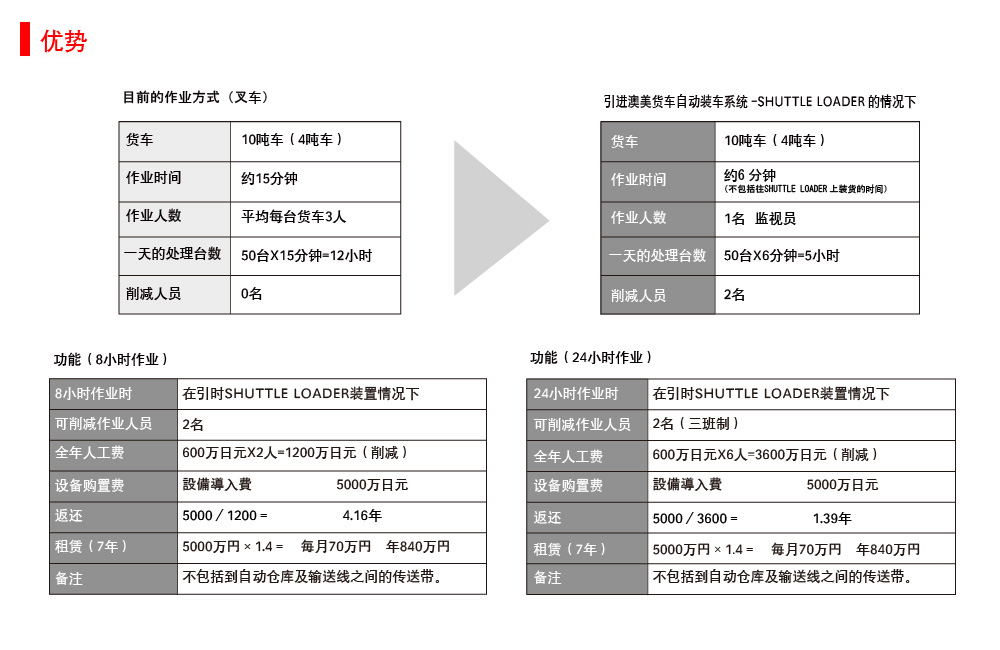 优势
目前的作业方式（叉车）
货车 10吨车（4吨车）
作业时间 约15分钟
作业人数 平均每台货车3人
一天的处理台数 50台X15分钟=12小时
削减人员 0名
引进澳美货车自动装车系统 -SHUTTLE LOADER 的情况下
货车 10吨车（4吨车）
作业时间 约6 分钟
（不包括往SHUTTLE LOADER 上装货的时间）
作业人数 1名 监视员
一天的处理台数 50台X6分钟=5小时
削减人员 2名
功能（8小时作业）
8小时作业时 在引时SHUTTLE LOADER装置情况下
可削减作业人员 2名
全年人工费 600万日元X2人=1200万日元（削减）
设备购置费 設備導入費 5000万日元
返还 5000／1200＝ 4.16年
租赁（7年） 5000万円×1.4＝ 毎月70万円 年840万円
备注 不包括到自动仓库及输送线之间的传送带。
功能（24小时作业）
24小时作业时 在引时SHUTTLE LOADER装置情况下
可削减作业人员 2名（三班制）
全年人工费 600万日元X6人=3600万日元（削减）
设备购置费 設備導入費 5000万日元
返还 5000／3600＝ 1.39年
租赁（7年） 5000万円×1.4＝ 毎月70万円 年840万円
备注 不包括到自动仓库及输送线之间的传送带。